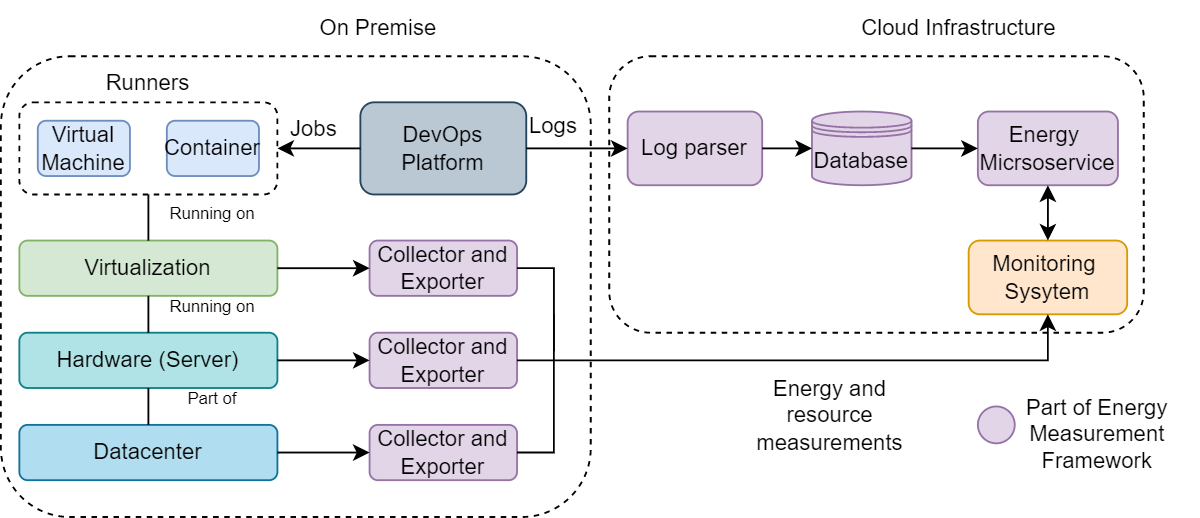 On Premise
Cloud Infrastructure
Runners
Virtual
Machine
Container
Jobs
DevOps
Platform
Logs
Log parser
Database
Energy
Micrsoservice
Running on
Virtualization
Collector and
Exporter
Monitoring
Sysytem
Running on
Hardware (Server)
Collector and
Exporter
Part of
Datacenter
Collector and
Exporter
Energy and
resource
measurements
Part of Energy
Measurement
Framework